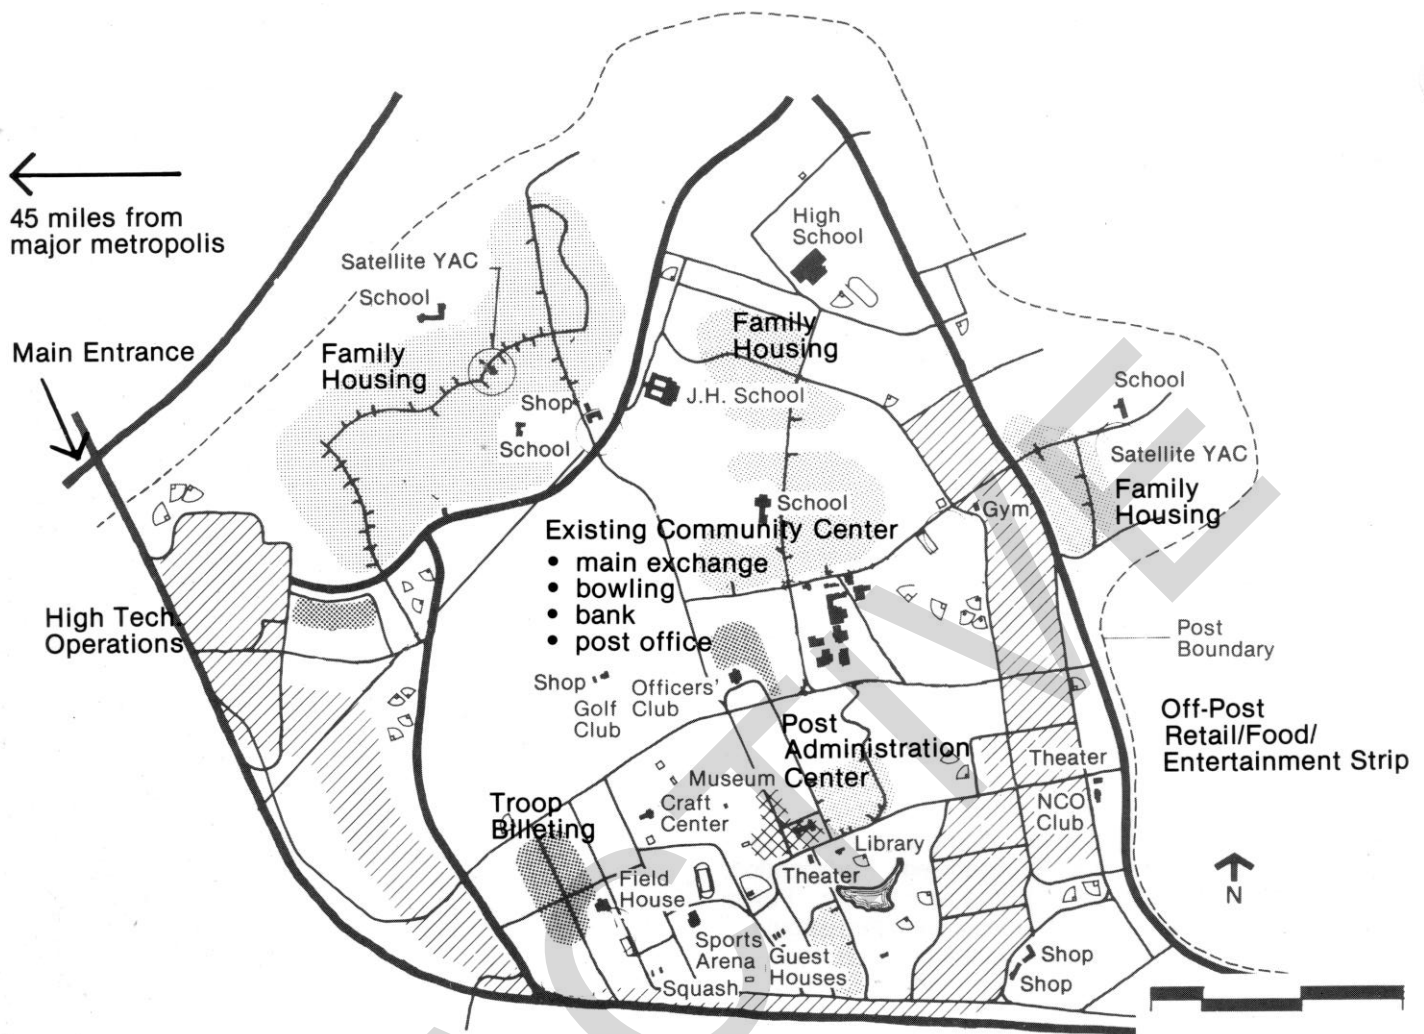 45 miles from
major metropolis
Main Entrance
Satellite YAC
School
Family
Housing
Shop
School
High
School
Family
Housing
J.H. School
School
Satellite YAC
Family
Housing
School
Gym
Existing Community Center
• main exchange
• bowling
• bank
• post office
High Tech.
Operations
Shop
Golf
Club
Officers'
Club
Post
Boundary
Off-Post
Retail/Food/
Entertainment Strip
Post
Administration
Center
Theater
NCO
Club
Museum
Craft
Center
Troop
Billeting
Library
Theater
Field
House
Sports
Arena
Guest
Houses
Squash
Shop
Shop
N
CTIVE